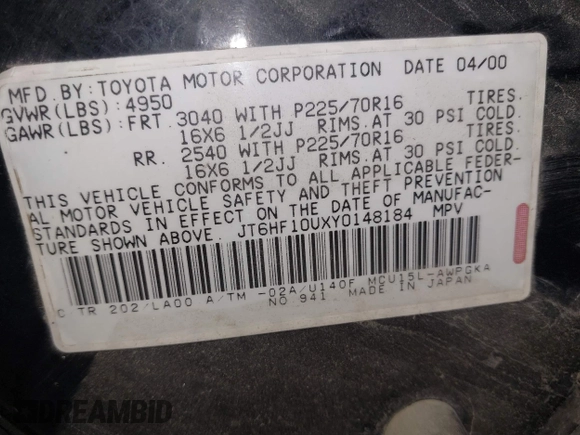 MFD. BY: TOYOTA MOTOR CORPORATION DATE 04/00
GVWR(LBS): 4950
GAWR(LBS): FRT. 3040 WITH P225/70R16 TIRES.
16X6 1/2JJ RIMS. AT 30 PSI COLD.
RR. 2540 WITH P225/70R16 TIRES.
16X6 1/2JJ RIMS. AT 30 PSI COLD.
THIS VEHICLE CONFORMS TO ALL APPLICABLE FEDER-
AL MOTOR VEHICLE SAFETY AND THEFT PREVENTION
STANDARDS IN EFFECT ON THE DATE OF MANUFAC-
TURE SHOWN ABOVE. JT6HF10UXY0148184 MPV
C TR 202/LA00 A/TM -02A/U140F MCU15L-AWPGKA
NO 941. MADE IN JAPAN
DREAMBID